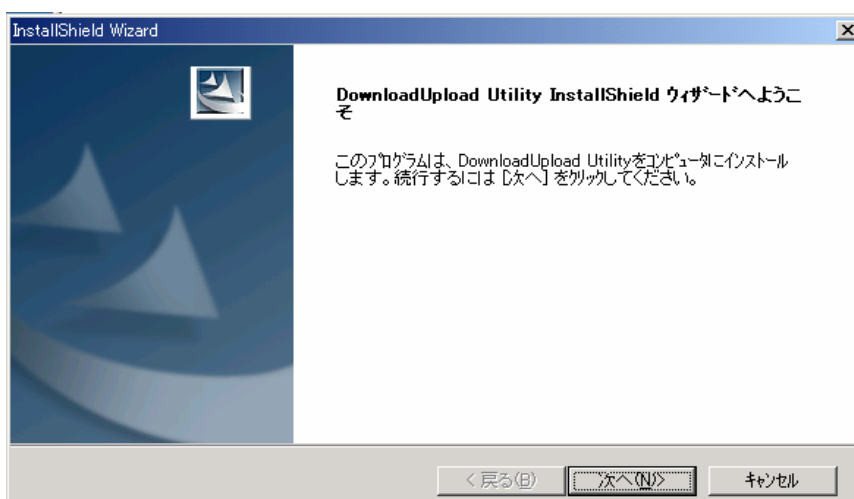 InstallShield Wizard
DownloadUpload Utility InstallShield ウィザードへようこ
そ
このプログラムは、DownloadUpload Utilityをコンピュータにインストール
します。続行するには [次へ] をクリックしてください。
< 戻る(B)
次へ(N)>
キャンセル